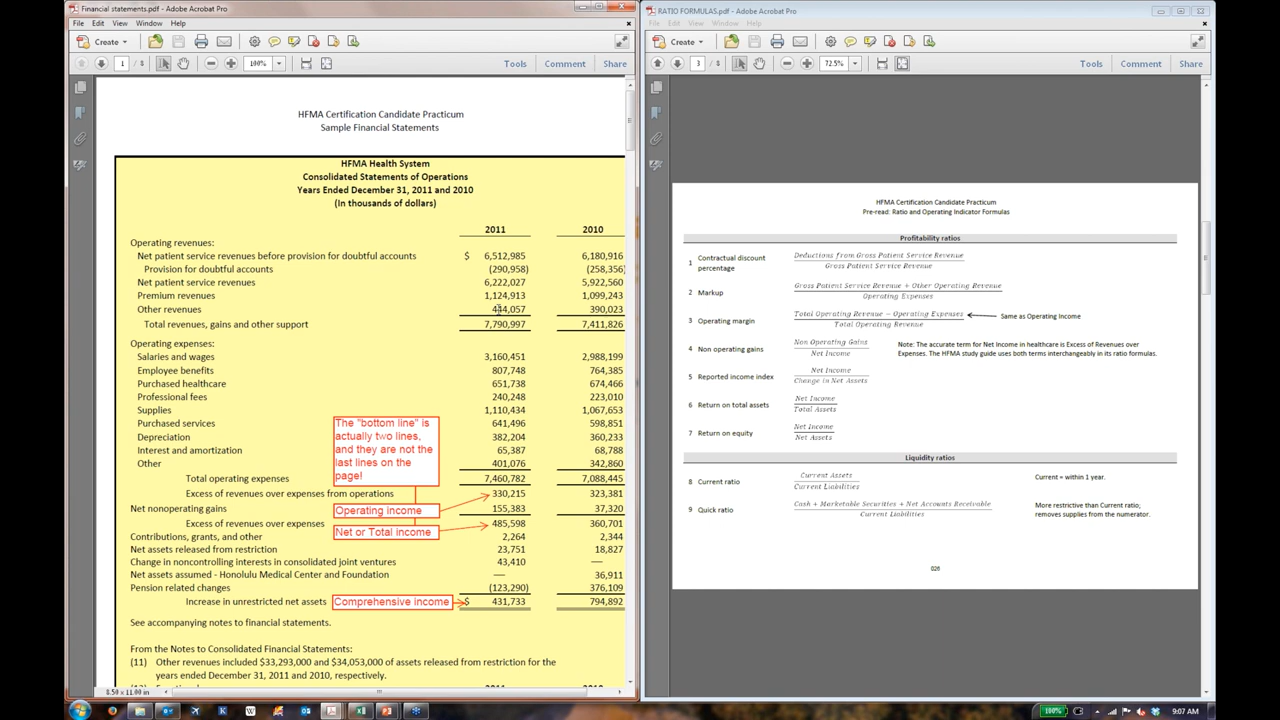 Financial statements.pdf - Adobe Acrobat Pro
File Edit View Window Help
Create
1 / 8 100% Tools Comment Share
HFMA Certification Candidate Practicum
Sample Financial Statements
HFMA Health System
Consolidated Statements of Operations
Years Ended December 31, 2011 and 2010
(In thousands of dollars)
2011 2010
Operating revenues:
Net patient service revenues before provision for doubtful accounts $ 6,512,985 6,180,916
Provision for doubtful accounts (290,958) (258,356)
Net patient service revenues 6,222,027 5,922,560
Premium revenues 1,124,913 1,099,243
Other revenues 444,057 390,023
Total revenues, gains and other support 7,790,997 7,411,826
Operating expenses:
Salaries and wages 3,160,451 2,988,199
Employee benefits 807,748 764,385
Purchased healthcare 651,738 674,466
Professional fees 240,248 223,010
Supplies 1,110,434 1,067,653
Purchased services 641,496 598,851
Depreciation 382,204 360,233
Interest and amortization 65,387 68,788
Other 401,076 342,860
Total operating expenses 7,460,782 7,088,445
Excess of revenues over expenses from operations 330,215 323,381
Net nonoperating gains 155,383 37,320
Excess of revenues over expenses 485,598 360,701
Contributions, grants, and other 2,264 2,344
Net assets released from restriction 23,751 18,827
Change in noncontrolling interests in consolidated joint ventures 43,410 —
Net assets assumed - Honolulu Medical Center and Foundation — 36,911
Pension related changes (123,290) 376,109
Increase in unrestricted net assets $ 431,733 794,892
The "bottom line" is
actually two lines,
and they are not the
last lines on the
page!
Operating income
Net or Total income
Comprehensive income
See accompanying notes to financial statements.
From the Notes to Consolidated Financial Statements:
(11) Other revenues included $33,293,000 and $34,053,000 of assets released from restriction for the
years ended December 31, 2011 and 2010, respectively.
8.50 x 11.00 in
RATIO FORMULAS.pdf - Adobe Acrobat Pro
File Edit View Window Help
Create
3 / 8 72.5% Tools Comment Share
HFMA Certification Candidate Practicum
Pre-read: Ratio and Operating Indicator Formulas
Profitability ratios
1 Contractual discount percentage Deductions from Gross Patient Service Revenue
Gross Patient Service Revenue
2 Markup Gross Patient Service Revenue + Other Operating Revenue
Operating Expenses
3 Operating margin Total Operating Revenue − Operating Expenses
Total Operating Revenue
Same as Operating Income
4 Non operating gains Non Operating Gains
Net Income
Note: The accurate term for Net Income in healthcare is Excess of Revenues over
Expenses. The HFMA study guide uses both terms interchangeably in its ratio formulas.
5 Reported income index Net Income
Change in Net Assets
6 Return on total assets Net Income
Total Assets
7 Return on equity Net Income
Net Assets
Liquidity ratios
8 Current ratio Current Assets
Current Liabilities
Current = within 1 year.
9 Quick ratio Cash + Marketable Securities + Net Accounts Receivable
Current Liabilities
More restrictive than Current ratio;
removes supplies from the numerator.
026
100% 9:07 AM